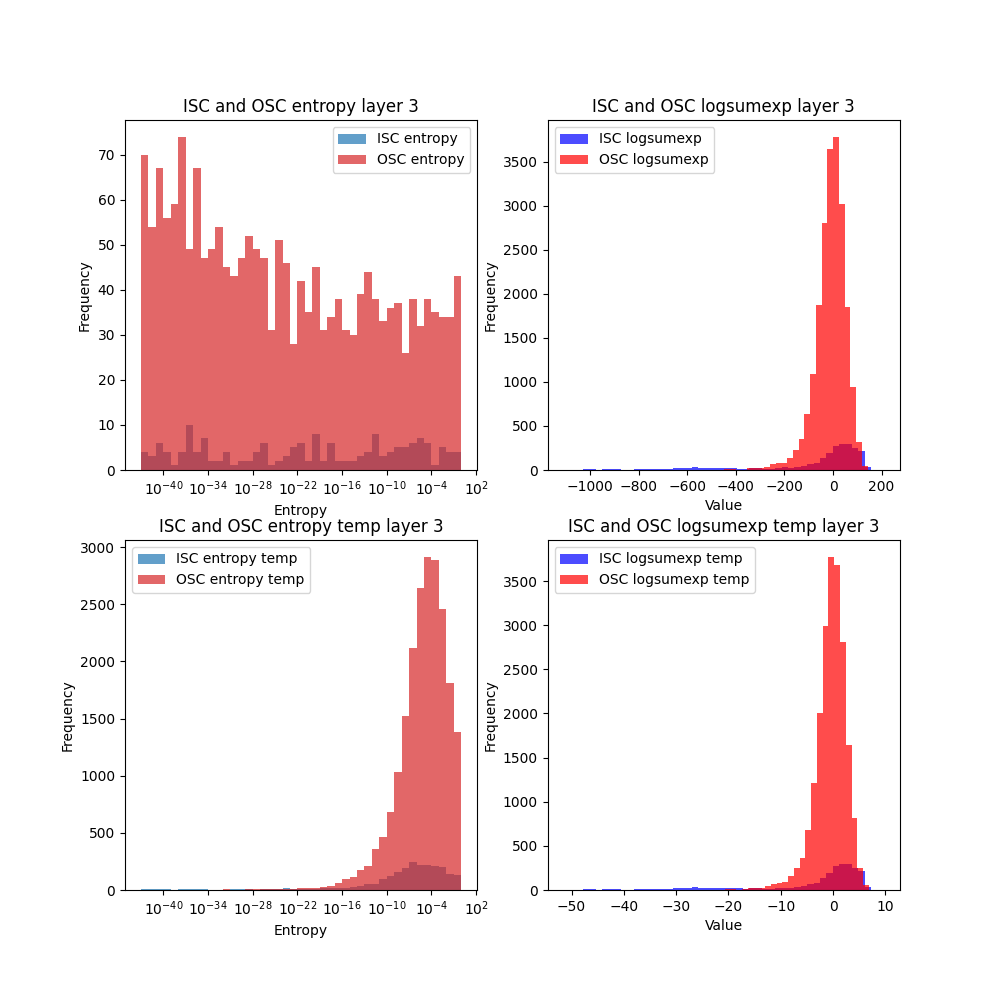 ISC and OSC entropy layer 3
ISC entropy
OSC entropy
70
60
50
40
30
20
10
0
Frequency
10^-40 10^-34 10^-28 10^-22 10^-16 10^-10 10^-4 10^2
Entropy
ISC and OSC logsumexp layer 3
ISC logsumexp
OSC logsumexp
3500
3000
2500
2000
1500
1000
500
0
Frequency
−1000 −800 −600 −400 −200 0 200
Value
ISC and OSC entropy temp layer 3
ISC entropy temp
OSC entropy temp
3000
2500
2000
1500
1000
500
0
Frequency
10^-40 10^-34 10^-28 10^-22 10^-16 10^-10 10^-4 10^2
Entropy
ISC and OSC logsumexp temp layer 3
ISC logsumexp temp
OSC logsumexp temp
3500
3000
2500
2000
1500
1000
500
0
Frequency
−50 −40 −30 −20 −10 0 10
Value